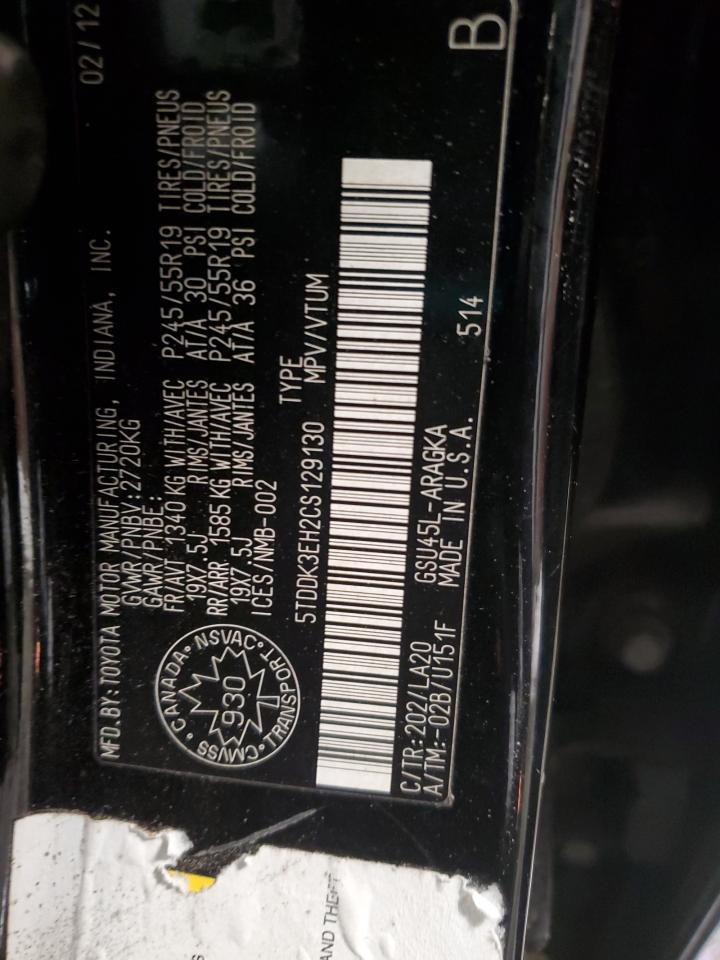 MFD.BY:TOYOTA MOTOR MANUFACTURING, INDIANA, INC. 02/12
GVWR/PNBV:2720KG
GAWR/PNBE:
FR/AVT 1340 KG WITH/AVEC P245/55R19 TIRES/PNEUS
19X7.5J RIMS/JANTES AT/A 30 PSI COLD/FROID
RR/ARR 1585 KG WITH/AVEC P245/55R19 TIRES/PNEUS
19X7.5J RIMS/JANTES AT/A 36 PSI COLD/FROID
ICES/NMB-002
CANADA • NSVAC • TRANSPORT • CMVSS
930
5TDDK3EH2CS129130 TYPE
MPV/VTUM
C/TR:202/LA20 GSU45L-ARAGKA
A/TM:-02B/U151F MADE IN U.S.A. 514 B
AND THEFT